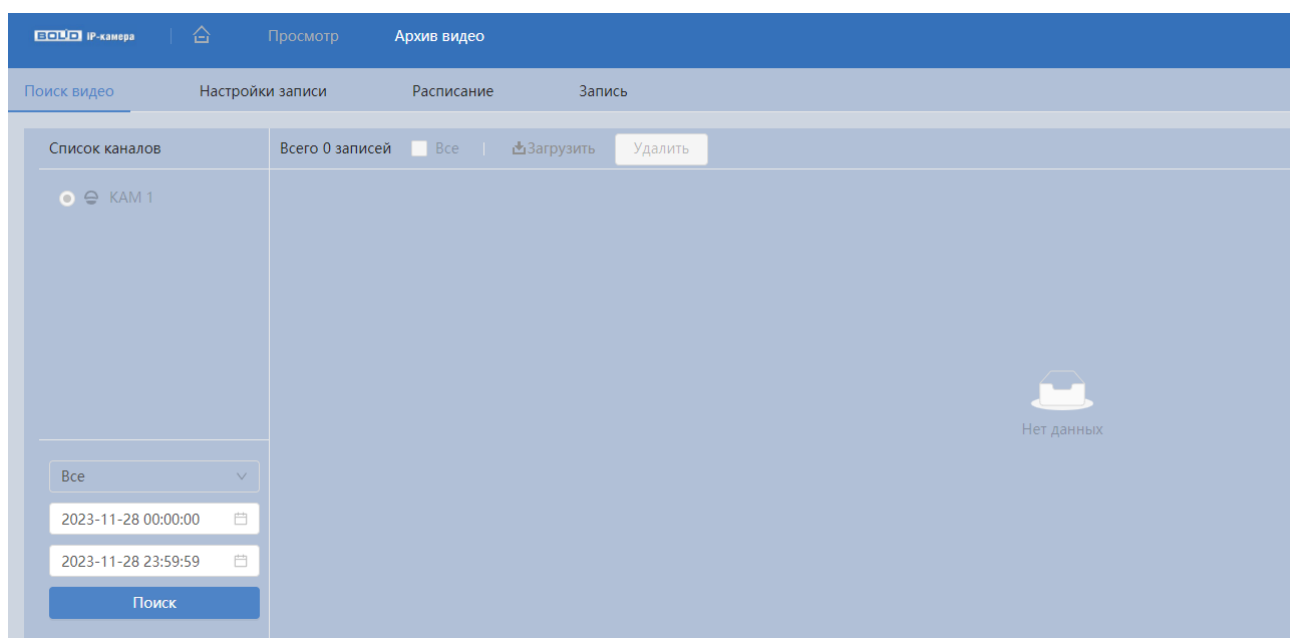 BOLID IP-камера Просмотр Архив видео
Поиск видео Настройки записи Расписание Запись
Список каналов Всего 0 записей Все Загрузить Удалить
КАМ 1
Нет данных
Все
2023-11-28 00:00:00
2023-11-28 23:59:59
Поиск